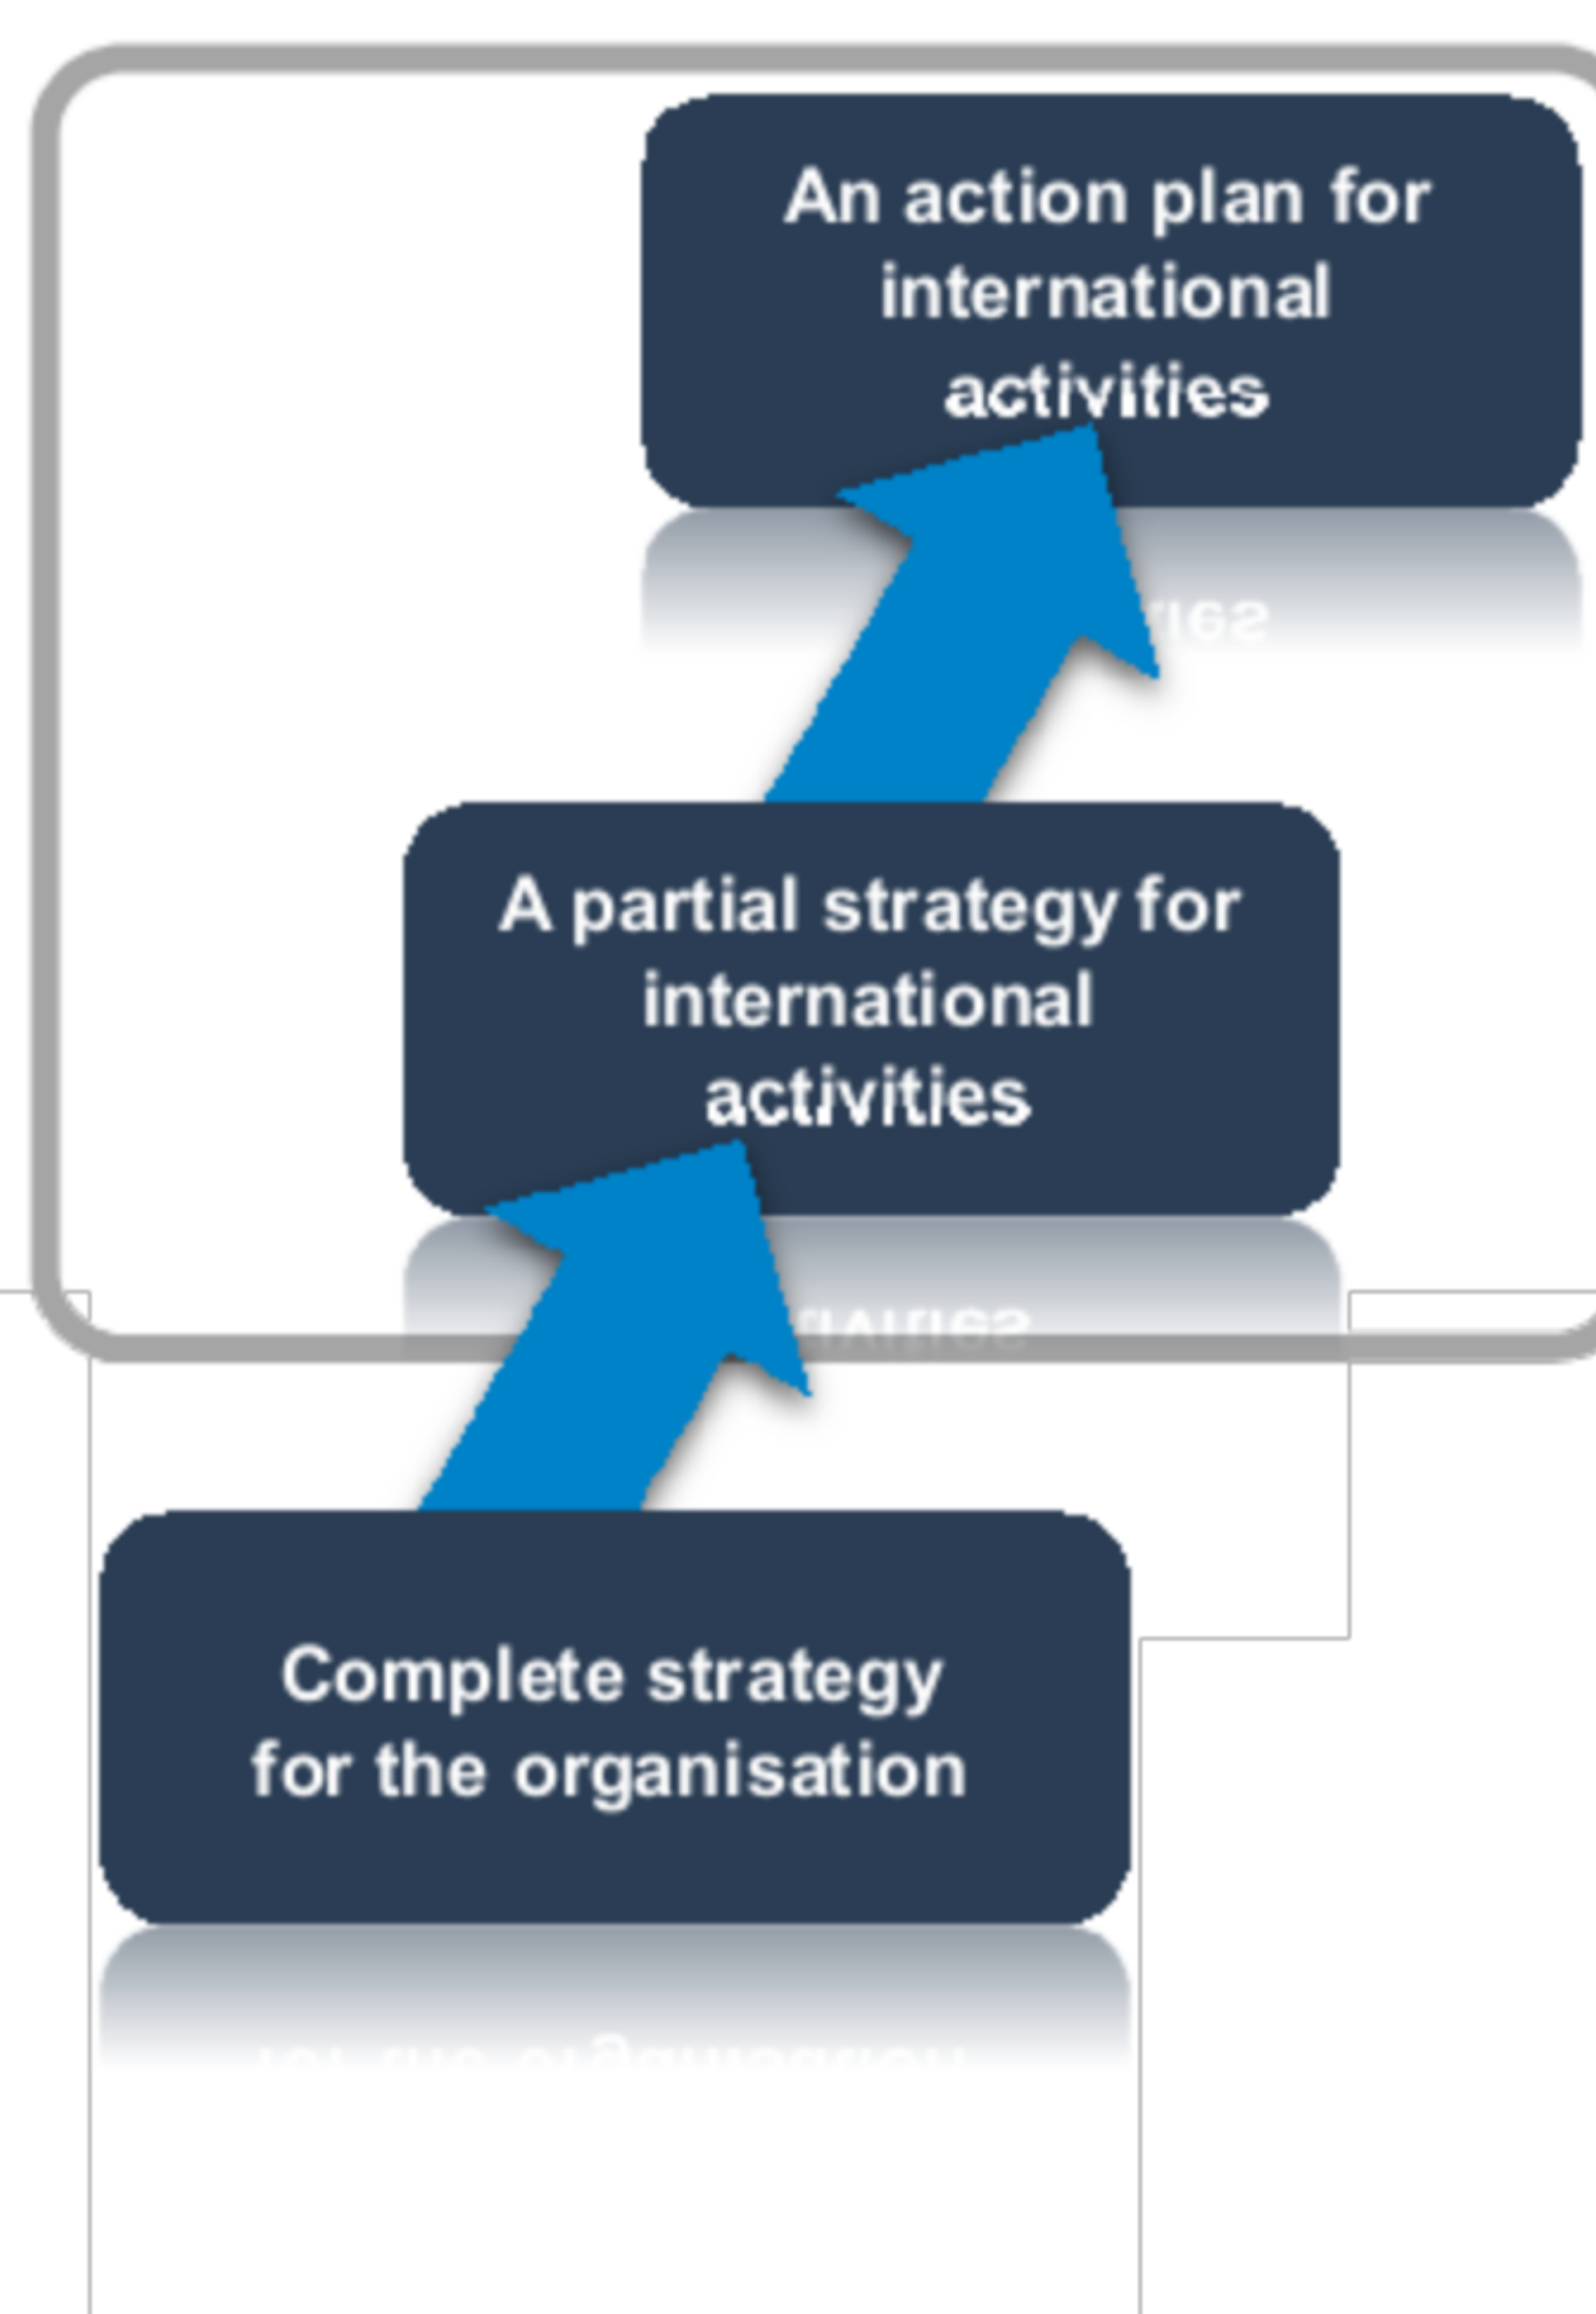 An action plan for
international
activities
A partial strategy for
international
activities
Complete strategy
for the organisation